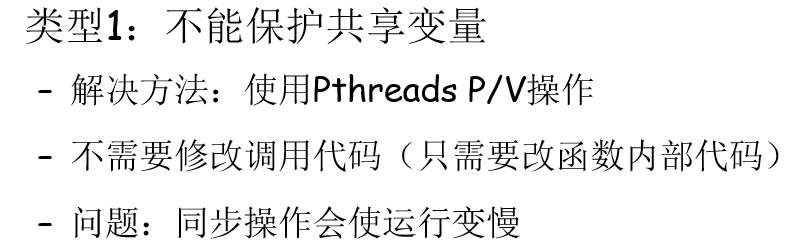 类型1：不能保护共享变量
– 解决方法：使用Pthreads P/V操作
– 不需要修改调用代码（只需要改函数内部代码）
– 问题：同步操作会使运行变慢